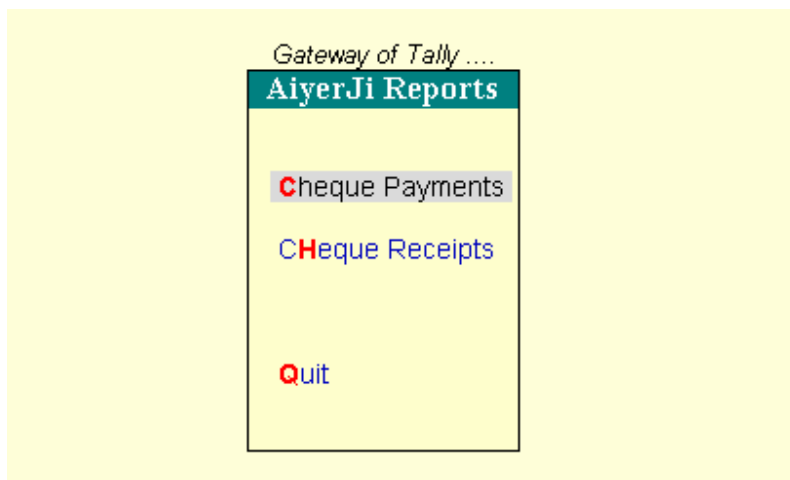 Gateway of Tally ....
AiyerJi Reports
Cheque Payments
CHeque Receipts
Quit